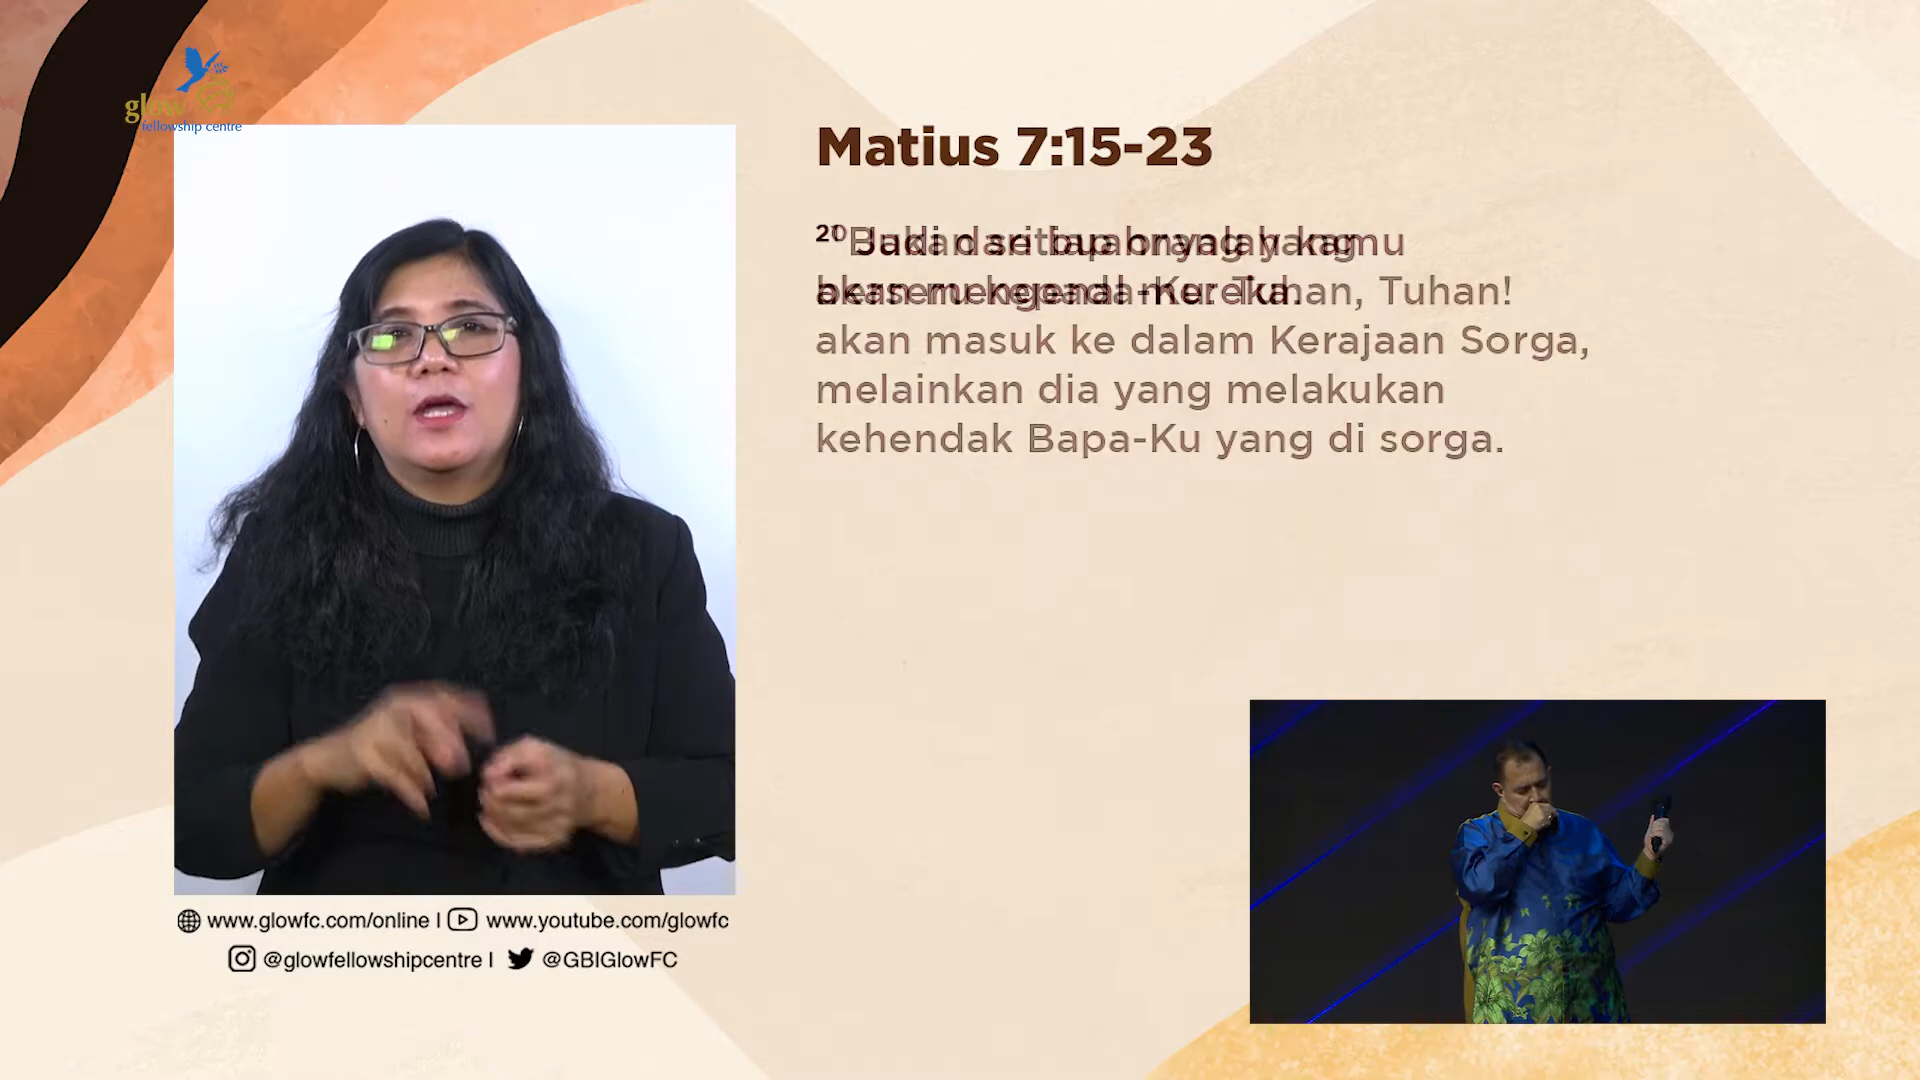 glow
fellowship centre
Matius 7:15-23
akan masuk ke dalam Kerajaan Sorga,
melainkan dia yang melakukan
kehendak Bapa-Ku yang di sorga.
www.glowfc.com/online I www.youtube.com/glowfc
@glowfellowshipcentre I @GBIGlowFC